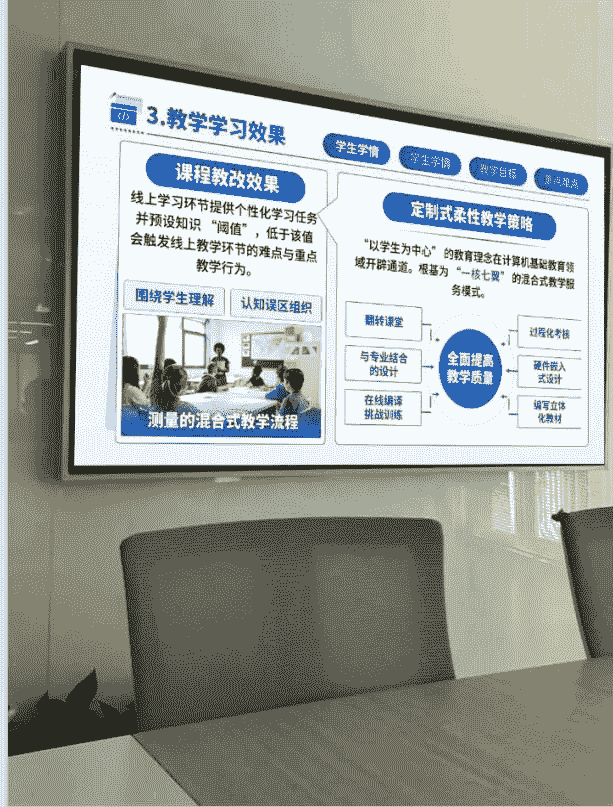 </>
3.教学学习效果
学生学情
学生学情
教学目标
重点难点
课程教改效果
线上学习环节提供个性化学习任务
并预设知识“阈值”，低于该值
会触发线上教学环节的难点与重点
教学行为。
围绕学生理解
认知误区组织
测量的混合式教学流程
定制式柔性教学策略
“以学生为中心”的教育理念在计算机基础教育领
域开辟通道。根基为“一核七翼”的混合式教学服
务模式。
翻转课堂
与专业结合
的设计
在线编译
挑战训练
全面提高
教学质量
过程化考核
硬件嵌入
式设计
编写立体
化教材